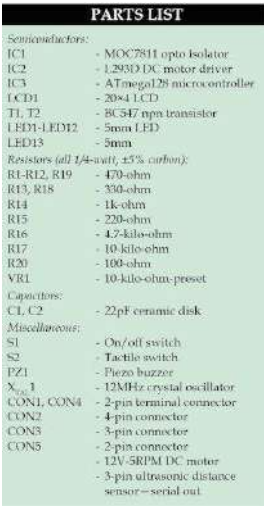 PARTS LIST
Semiconductors:
IC1 - MOC7811 opto isolator
IC2 - L293D DC motor driver
IC3 - ATmega128 microcontroller
LCD1 - 20×4 LCD
T1, T2 - BC547 npn transistor
LED1-LED12 - 5mm LED
LED13 - 5mm
Resistors (all 1/4-watt, ±5% carbon):
R1-R12, R19 - 470-ohm
R13, R18 - 330-ohm
R14 - 1k-ohm
R15 - 220-ohm
R16 - 4.7-kilo-ohm
R17 - 10-kilo-ohm
R20 - 100-ohm
VR1 - 10-kilo-ohm-preset
Capacitors:
C1, C2 - 22pF ceramic disk
Miscellaneous:
S1 - On/off switch
S2 - Tactile switch
PZ1 - Piezo buzzer
XTAL1 - 12MHz crystal oscillator
CON1, CON4 - 2-pin terminal connector
CON2 - 4-pin connector
CON3 - 3-pin connector
CON5 - 2-pin connector
- 12V-5RPM DC motor
- 3-pin ultrasonic distance
sensor—serial out